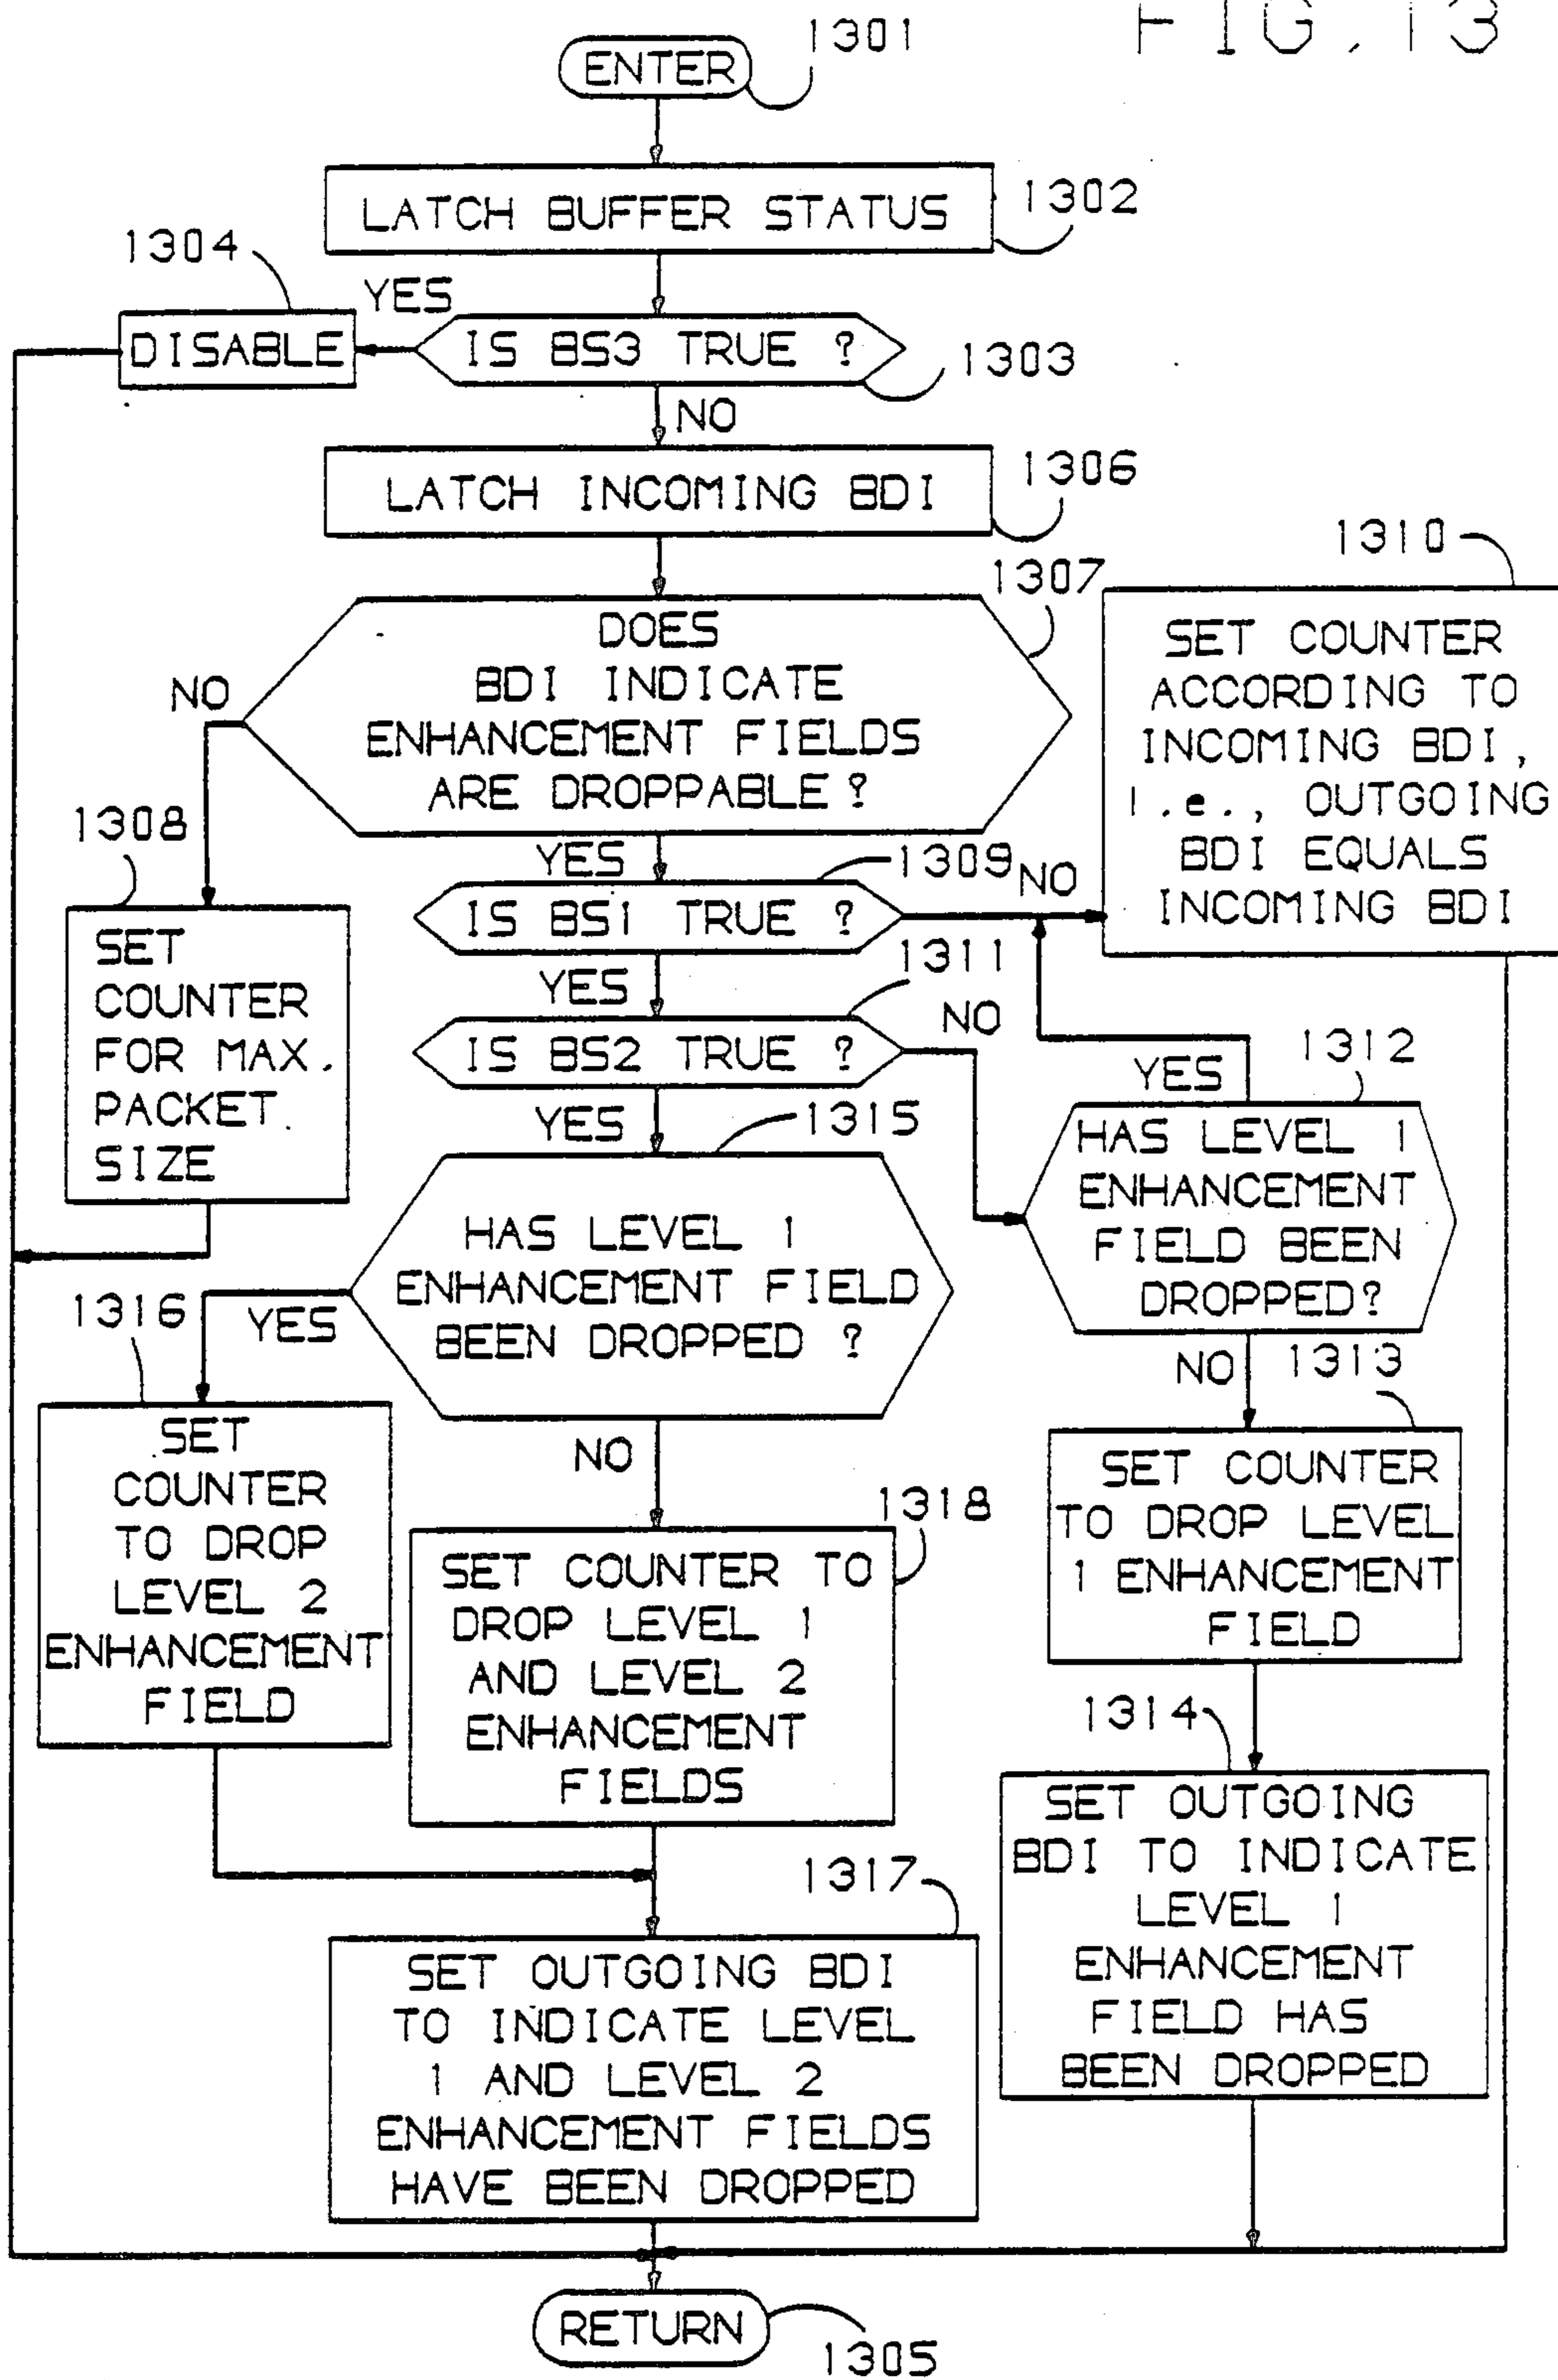 FIG. 13
1301
ENTER
LATCH BUFFER STATUS
1302
1304
YES
DISABLE
IS BS3 TRUE ?
1303
NO
LATCH INCOMING BDI
1306
1307
DOES
BDI INDICATE
ENHANCEMENT FIELDS
ARE DROPPABLE ?
NO
1310
SET COUNTER
ACCORDING TO
INCOMING BDI,
I.e., OUTGOING
BDI EQUALS
INCOMING BDI
1308
SET
COUNTER
FOR MAX.
PACKET
SIZE
YES
1309
IS BS1 TRUE ?
NO
YES
1311
IS BS2 TRUE ?
NO
YES
1315
1312
YES
HAS LEVEL 1
ENHANCEMENT
FIELD BEEN
DROPPED?
HAS LEVEL 1
ENHANCEMENT FIELD
BEEN DROPPED ?
1316
YES
NO
NO
1313
SET
COUNTER
TO DROP
LEVEL 2
ENHANCEMENT
FIELD
1318
SET COUNTER TO
DROP LEVEL 1
AND LEVEL 2
ENHANCEMENT
FIELDS
SET COUNTER
TO DROP LEVEL
1 ENHANCEMENT
FIELD
1314
SET OUTGOING
BDI TO INDICATE
LEVEL 1
ENHANCEMENT
FIELD HAS
BEEN DROPPED
1317
SET OUTGOING BDI
TO INDICATE LEVEL
1 AND LEVEL 2
ENHANCEMENT FIELDS
HAVE BEEN DROPPED
RETURN
1305